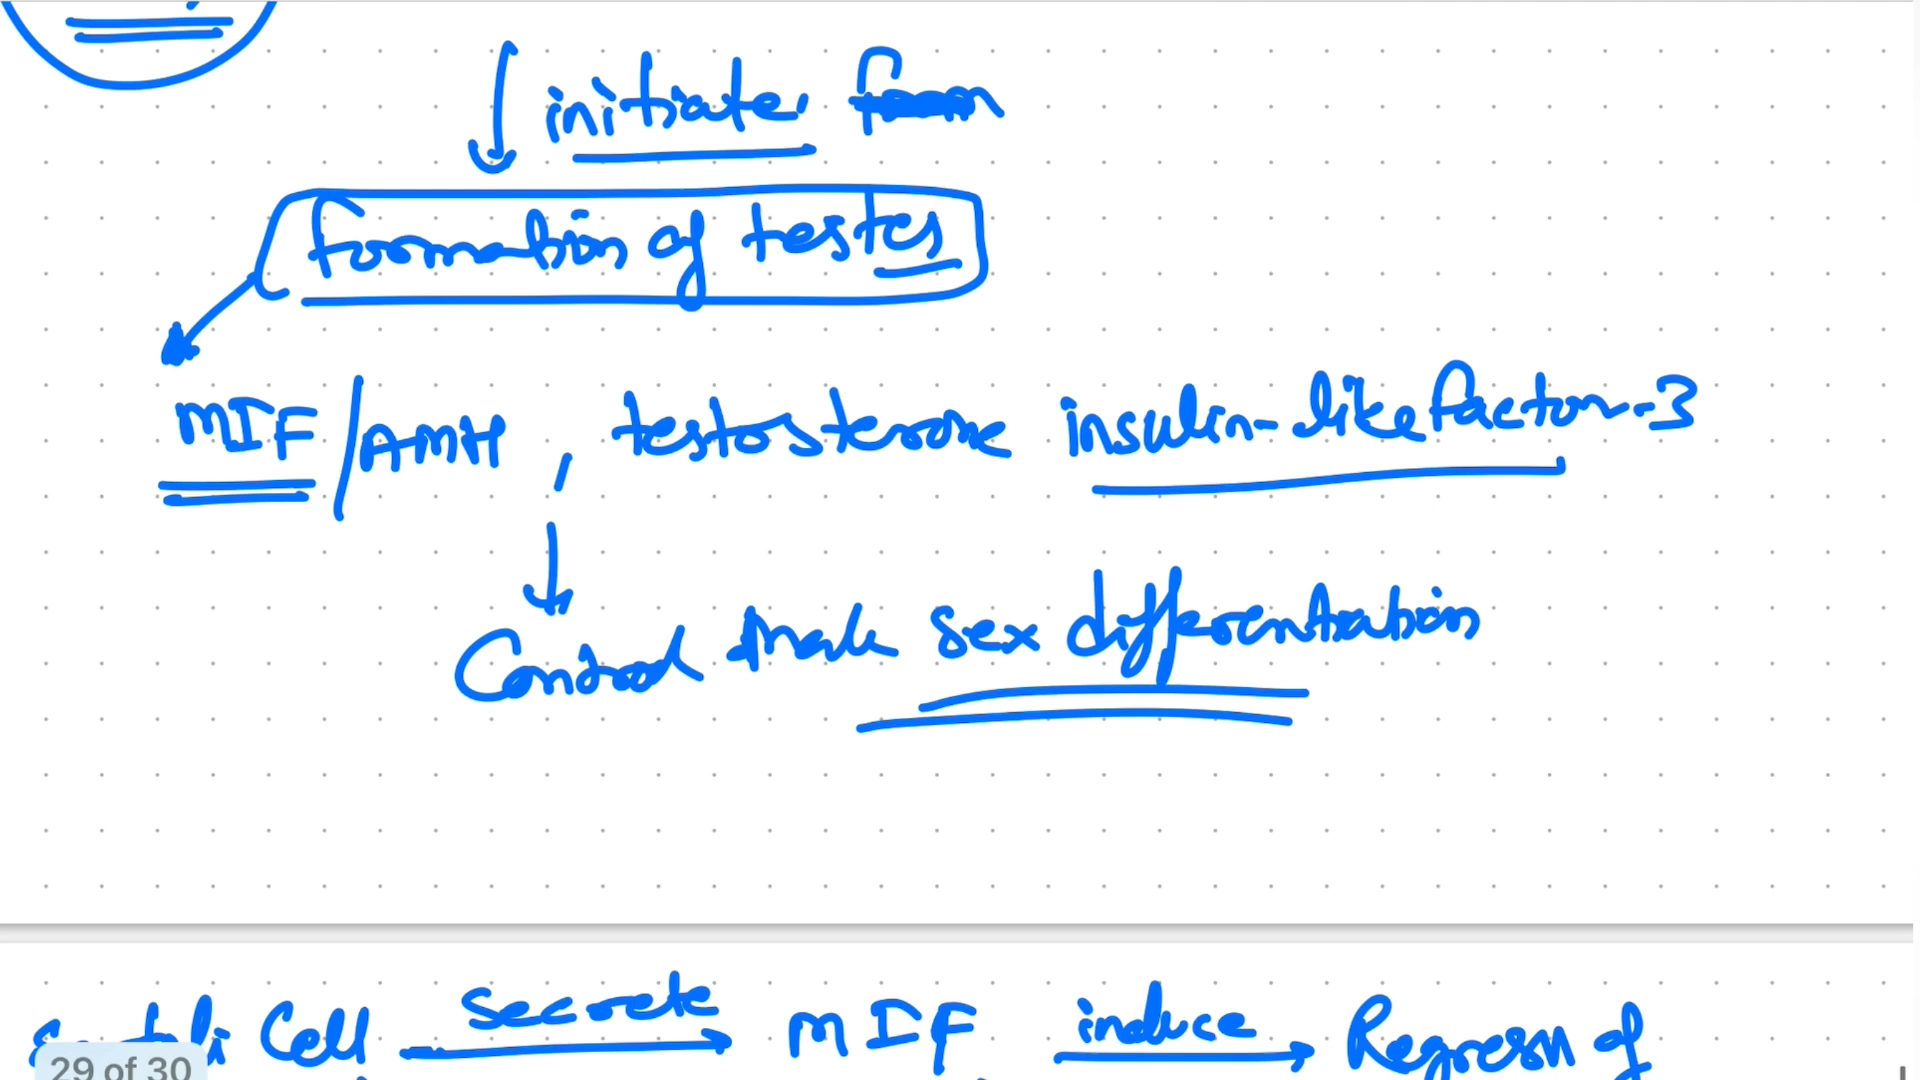 initiate
formation of testes
MIF/AMH, testosterone insulin-like factor-3
Control male sex differentiation
Sertoli Cell secrete MIF induce Regression of
29 of 30